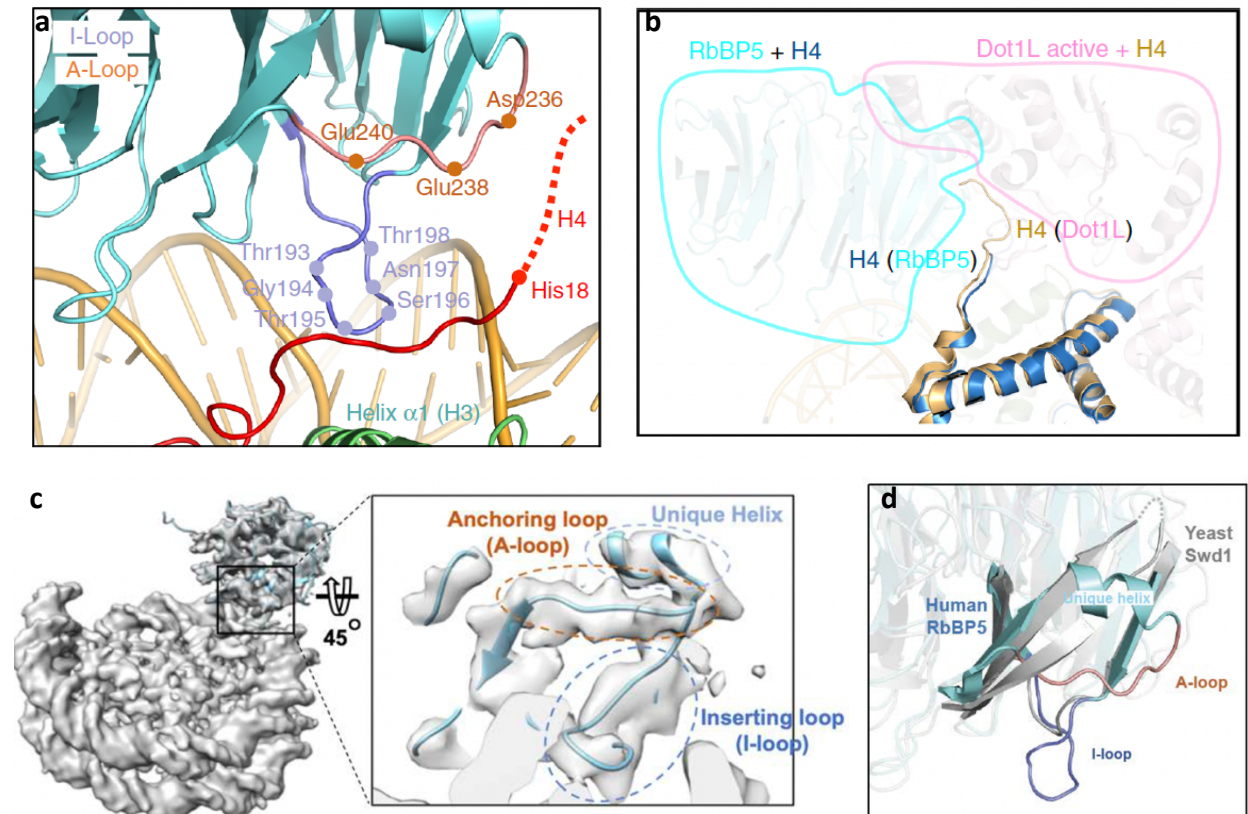 a
I-Loop
A-Loop
Asp236
Glu240
Glu238
H4
Thr193
Thr198
Gly194
Asn197
Thr195
Ser196
His18
Helix α1 (H3)
b
RbBP5 + H4
Dot1L active + H4
H4 (Dot1L)
H4 (RbBP5)
c
45°
Anchoring loop
(A-loop)
Unique Helix
Inserting loop
(I-loop)
d
Yeast
Swd1
Unique helix
Human
RbBP5
A-loop
I-loop